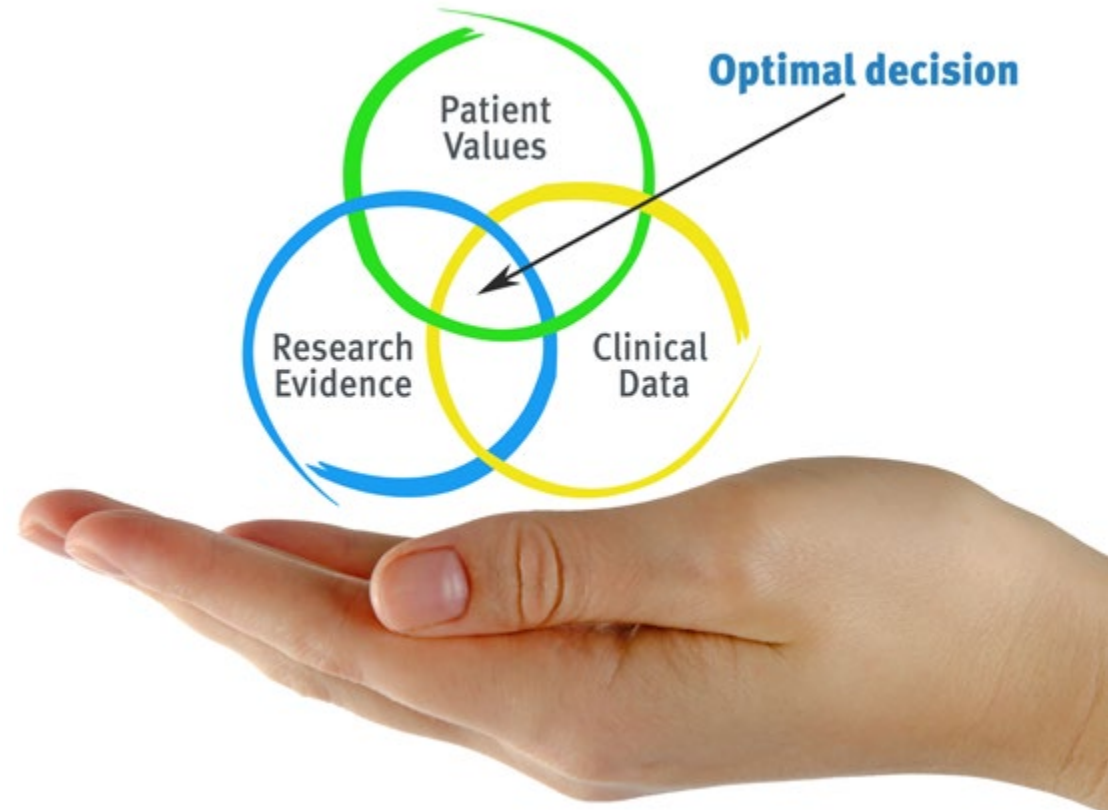 Optimal decision
Patient
Values
Research
Evidence
Clinical
Data